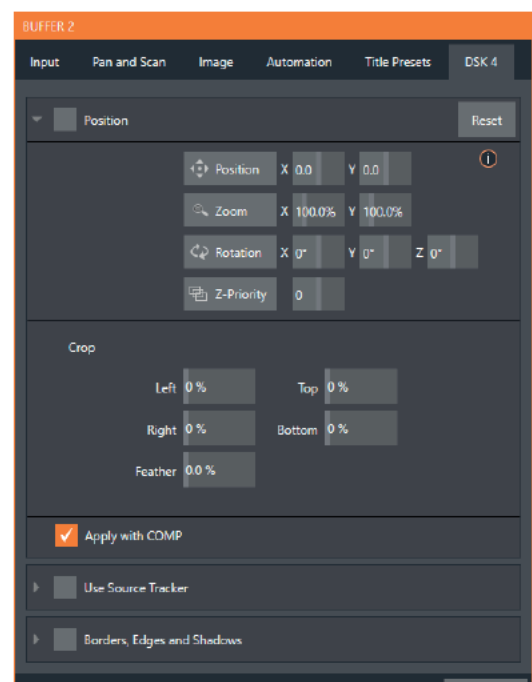 BUFFER 2
Input Pan and Scan Image Automation Title Presets DSK 4
Position Reset
Position X 0.0 Y 0.0
Zoom X 100.0% Y 100.0%
Rotation X 0° Y 0° Z 0°
Z-Priority 0
Crop
Left 0 % Top 0 %
Right 0 % Bottom 0 %
Feather 0.0 %
Apply with COMP
Use Source Tracker
Borders, Edges and Shadows